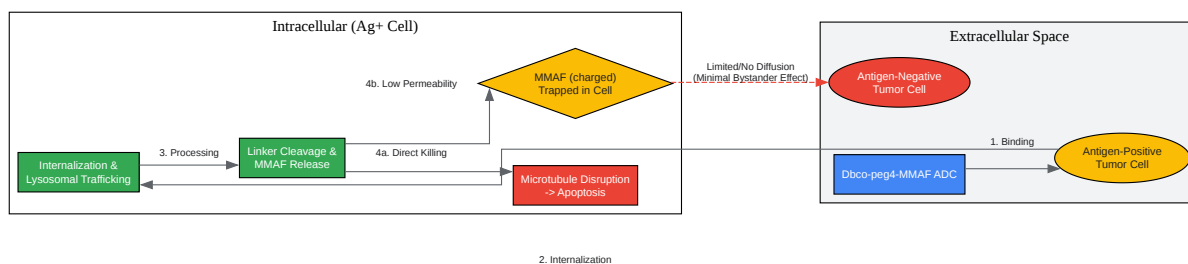 Intracellular (Ag+ Cell)
Extracellular Space
MMAF (charged)
Trapped in Cell
4b. Low Permeability
Limited/No Diffusion
(Minimal Bystander Effect)
Antigen-Negative
Tumor Cell
Linker Cleavage &
MMAF Release
3. Processing
4a. Direct Killing
1. Binding
Antigen-Positive
Tumor Cell
Internalization &
Lysosomal Trafficking
Microtubule Disruption
-> Apoptosis
Dbco-peg4-MMAF ADC
2. Internalization